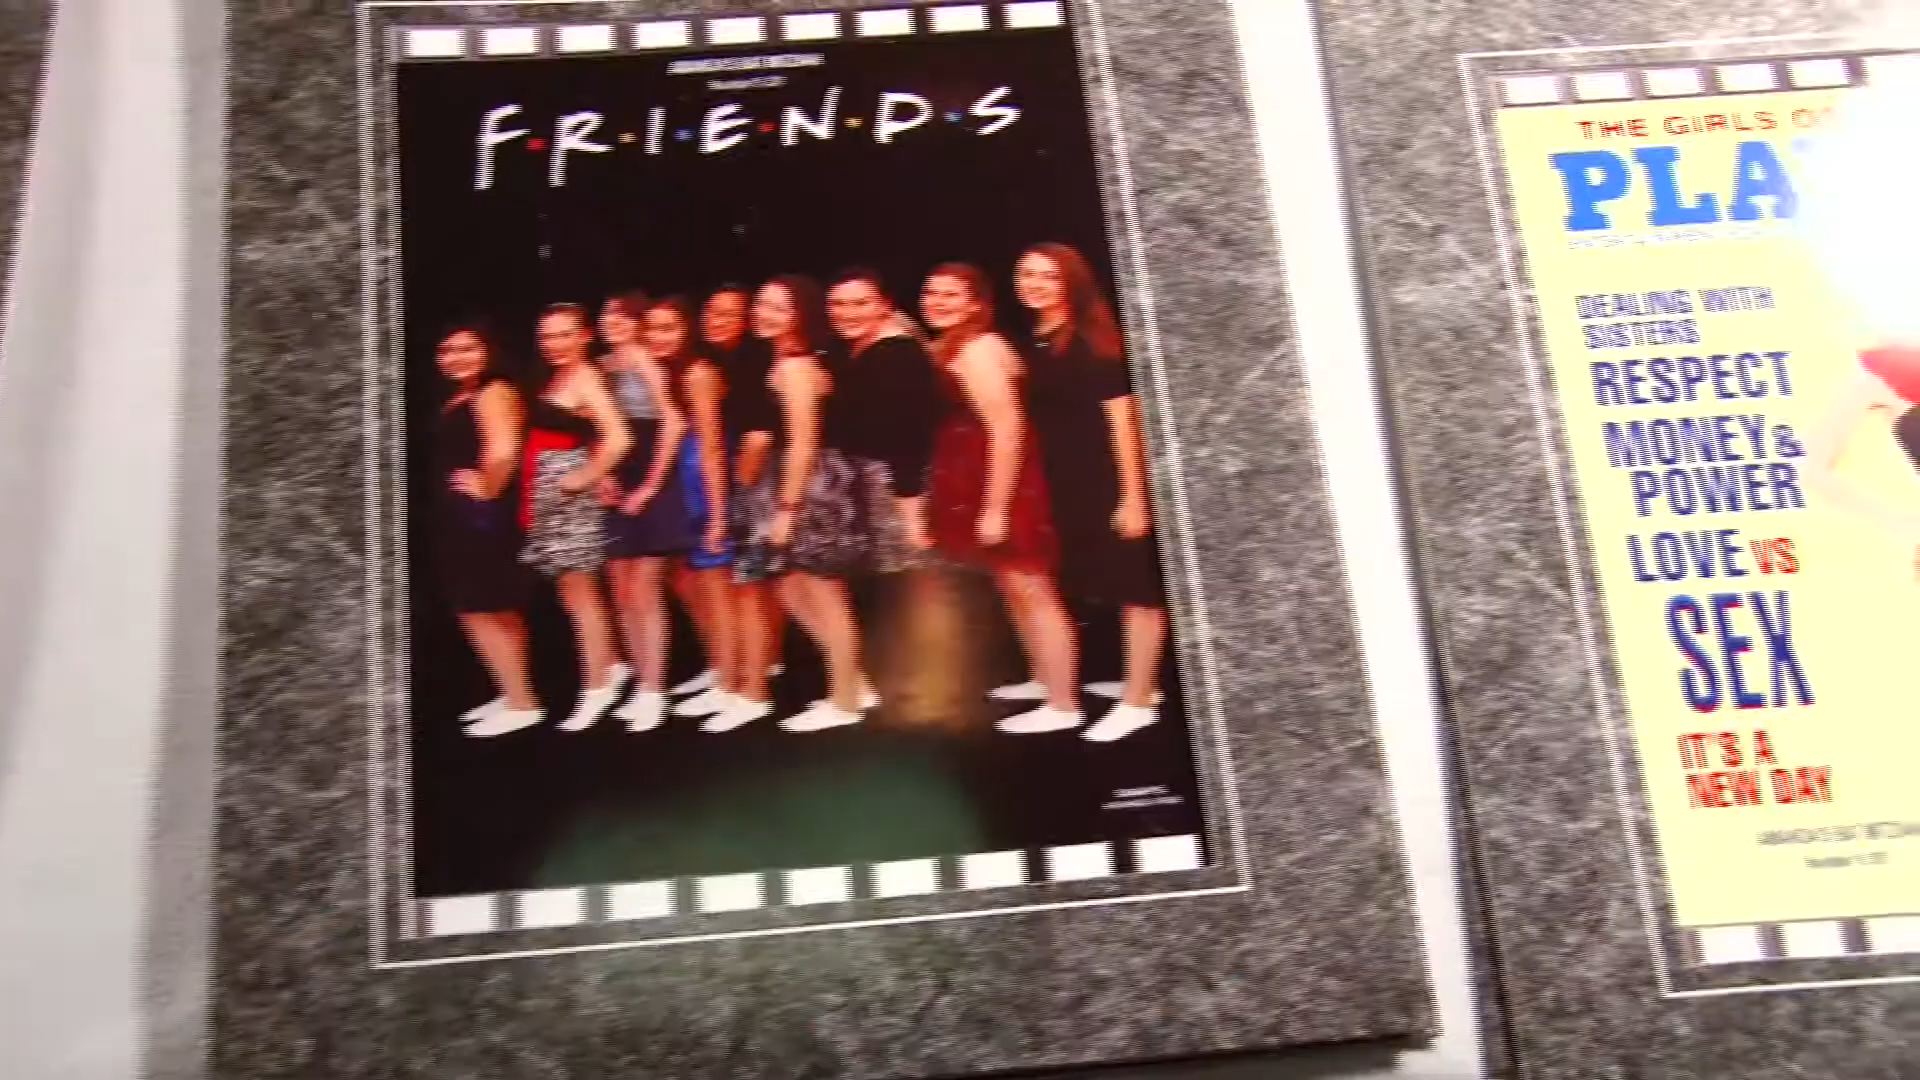 F·R·I·E·N·D·S
THE GIRLS O
PLA
DEALING WITH
SISTERS
RESPECT
MONEY&
POWER
LOVE VS
SEX
IT'S A
NEW DAY